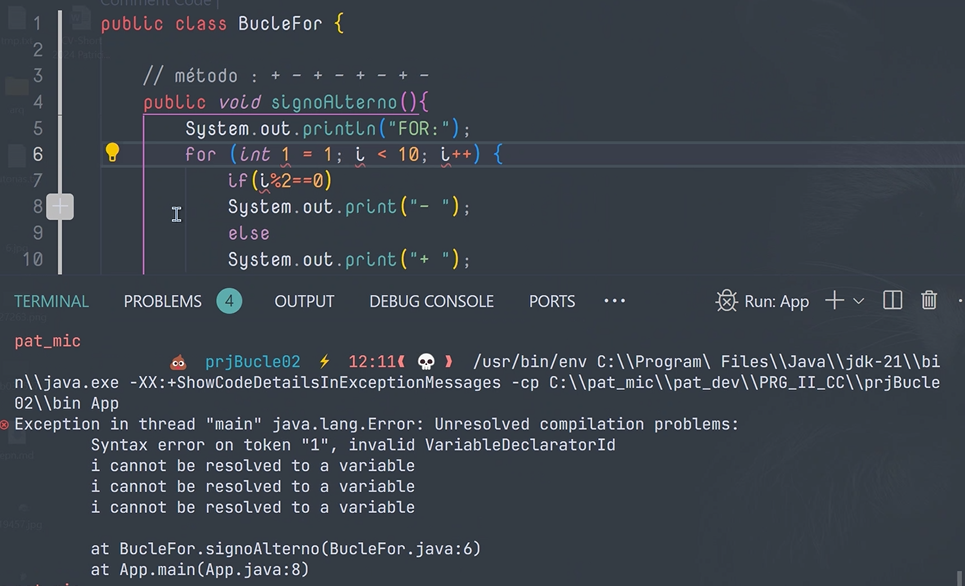 Comment Code |
1 public class BucleFor {
2
3 // método : + - + - + - + -
4 public void signoAlterno(){
5 System.out.println("FOR:");
6 for (int 1 = 1; i < 10; i++) {
7 if(i%2==0)
8 System.out.print("- ");
9 else
10 System.out.print("+ ");
TERMINAL PROBLEMS 4 OUTPUT DEBUG CONSOLE PORTS ··· Run: App
pat_mic
💩 prjBucle02 ⚡ 12:11⟬ 💀 ⟭ /usr/bin/env C:\\Program\ Files\\Java\\jdk-21\\bi
n\\java.exe -XX:+ShowCodeDetailsInExceptionMessages -cp C:\\pat_mic\\pat_dev\\PRG_II_CC\\prjBucle
02\\bin App
Exception in thread "main" java.lang.Error: Unresolved compilation problems:
Syntax error on token "1", invalid VariableDeclaratorId
i cannot be resolved to a variable
i cannot be resolved to a variable
i cannot be resolved to a variable
at BucleFor.signoAlterno(BucleFor.java:6)
at App.main(App.java:8)